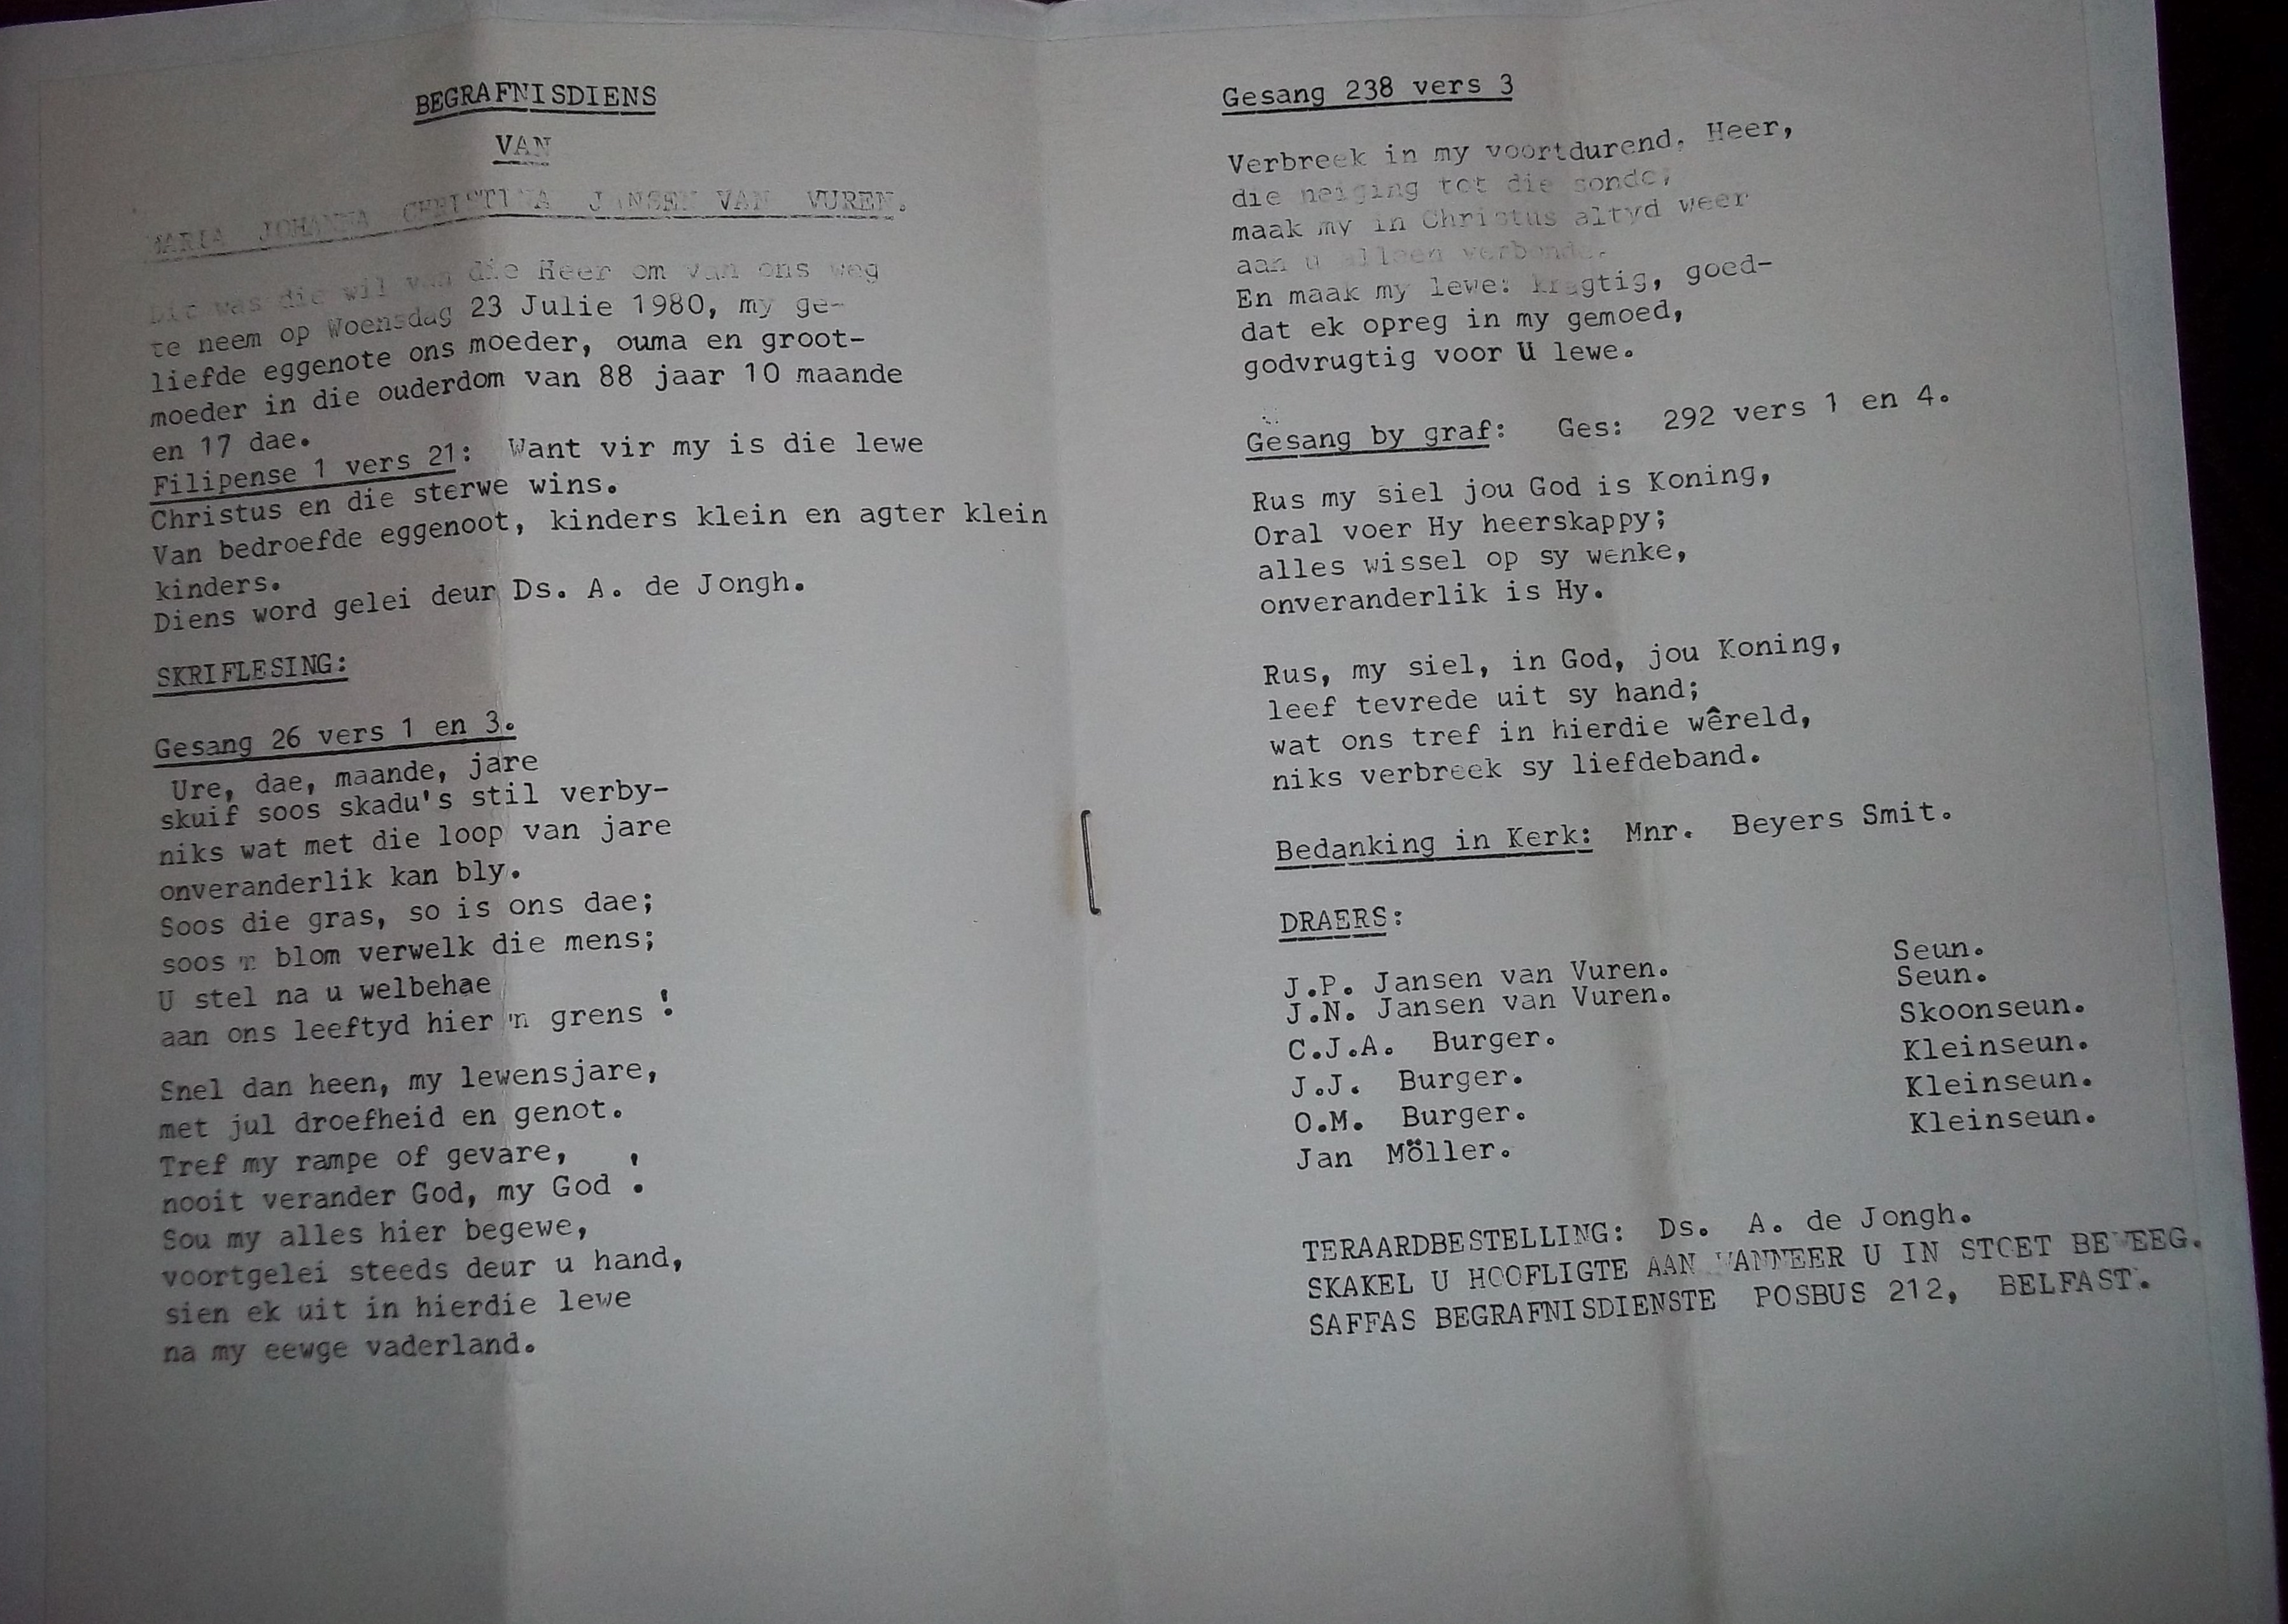 BEGRAFNISDIENS
VAN
MARIA JOHANNA CHRISTINA JANSEN VAN VUREN.
Dit was die wil van die Heer om van ons weg
te neem op Woensdag 23 Julie 1980, my ge-
liefde eggenote ons moeder, ouma en groot-
moeder in die ouderdom van 88 jaar 10 maande
en 17 dae.
Filipense 1 vers 21: Want vir my is die lewe
Christus en die sterwe wins.
Van bedroefde eggenoot, kinders klein en agter klein
kinders.
Diens word gelei deur Ds. A. de Jongh.
SKRIFLESING:
Gesang 26 vers 1 en 3.
Ure, dae, maande, jare
skuif soos skadu's stil verby-
niks wat met die loop van jare
onveranderlik kan bly.
Soos die gras, so is ons dae;
soos 'n blom verwelk die mens;
U stel na u welbehae
aan ons leeftyd hier 'n grens !
Snel dan heen, my lewensjare,
met jul droefheid en genot.
Tref my rampe of gevare,
nooit verander God, my God !
Sou my alles hier begewe,
voortgelei steeds deur u hand,
sien ek uit in hierdie lewe
na my eewge vaderland.
Gesang 238 vers 3
Verbreek in my voortdurend, Heer,
die neiging tot die sonde,
maak my in Christus altyd weer
aan u alleen verbonde.
En maak my lewe: kragtig, goed-
dat ek opreg in my gemoed,
godvrugtig voor U lewe.
Gesang by graf: Ges: 292 vers 1 en 4.
Rus my siel jou God is Koning,
Oral voer Hy heerskappy;
alles wissel op sy wenke,
onveranderlik is Hy.
Rus, my siel, in God, jou Koning,
leef tevrede uit sy hand;
wat ons tref in hierdie wêreld,
niks verbreek sy liefdeband.
Bedanking in Kerk: Mnr. Beyers Smit.
DRAERS:
J.P. Jansen van Vuren. Seun.
J.N. Jansen van Vuren. Seun.
C.J.A. Burger. Skoonseun.
J.J. Burger. Kleinseun.
O.M. Burger. Kleinseun.
Jan Möller. Kleinseun.
TERAARDBESTELLING: Ds. A. de Jongh.
SKAKEL U HOOFLIGTE AAN WANNEER U IN STOET BEWEEG.
SAFFAS BEGRAFNISDIENSTE POSBUS 212, BELFAST.